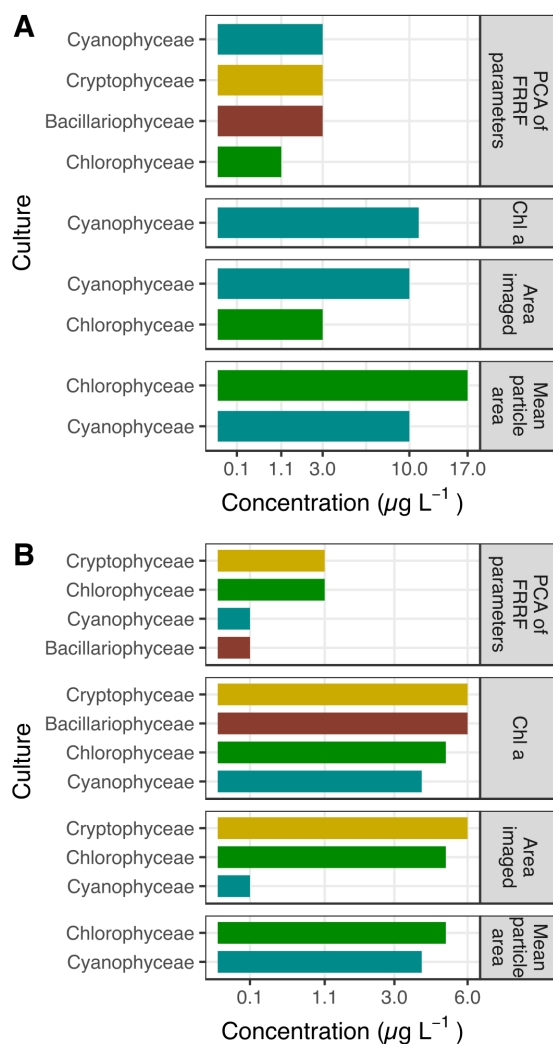 A
Cyanophyceae
Cryptophyceae
Bacillariophyceae
Chlorophyceae
PCA of
FRRF
parameters
Cyanophyceae
Chl a
Cyanophyceae
Chlorophyceae
Area
imaged
Chlorophyceae
Cyanophyceae
Mean
particle
area
Culture
0.1 1.1 3.0 10.0 17.0
Concentration (µg L⁻¹ )
B
Cryptophyceae
Chlorophyceae
Cyanophyceae
Bacillariophyceae
PCA of
FRRF
parameters
Cryptophyceae
Bacillariophyceae
Chlorophyceae
Cyanophyceae
Chl a
Cryptophyceae
Chlorophyceae
Cyanophyceae
Area
imaged
Chlorophyceae
Cyanophyceae
Mean
particle
area
Culture
0.1 1.1 3.0 6.0
Concentration (µg L⁻¹ )